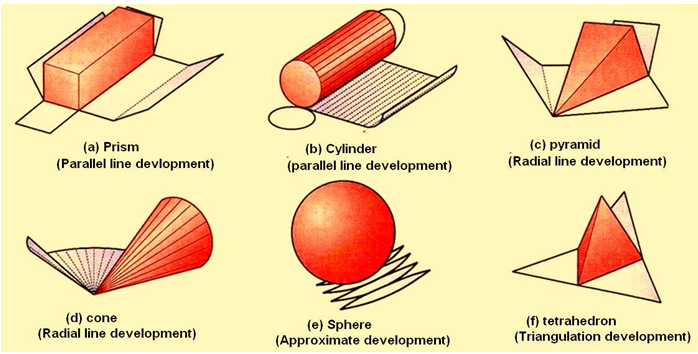 (a) Prism
(Parallel line devlopment)
(b) Cylinder
(parallel line development)
(c) pyramid
(Radial line development)
(d) cone
(Radial line development)
(e) Sphere
(Approximate development)
(f) tetrahedron
(Triangulation development)